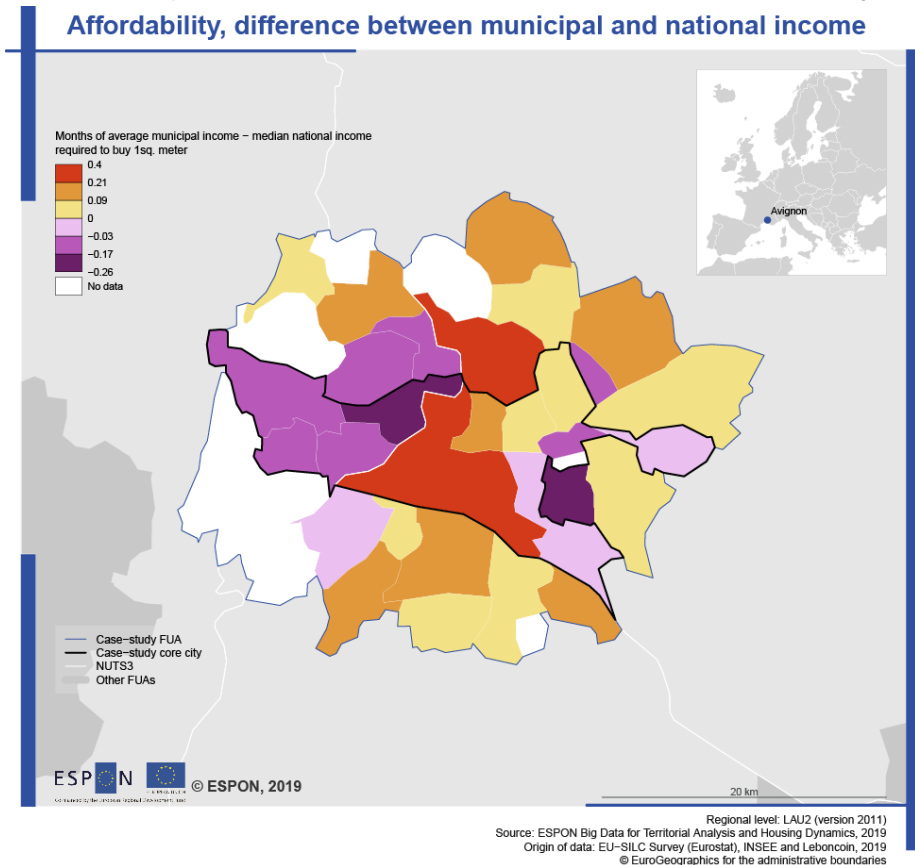 Affordability, difference between municipal and national income
Months of average municipal income − median national income
required to buy 1sq. meter
0.4
0.21
0.09
0
−0.03
−0.17
−0.26
No data
Avignon
Case−study FUA
Case−study core city
NUTS3
Other FUAs
ESPON
© ESPON, 2019
20 km
Regional level: LAU2 (version 2011)
Source: ESPON Big Data for Territorial Analysis and Housing Dynamics, 2019
Origin of data: EU−SILC Survey (Eurostat), INSEE and Leboncoin, 2019
© EuroGeographics for the administrative boundaries